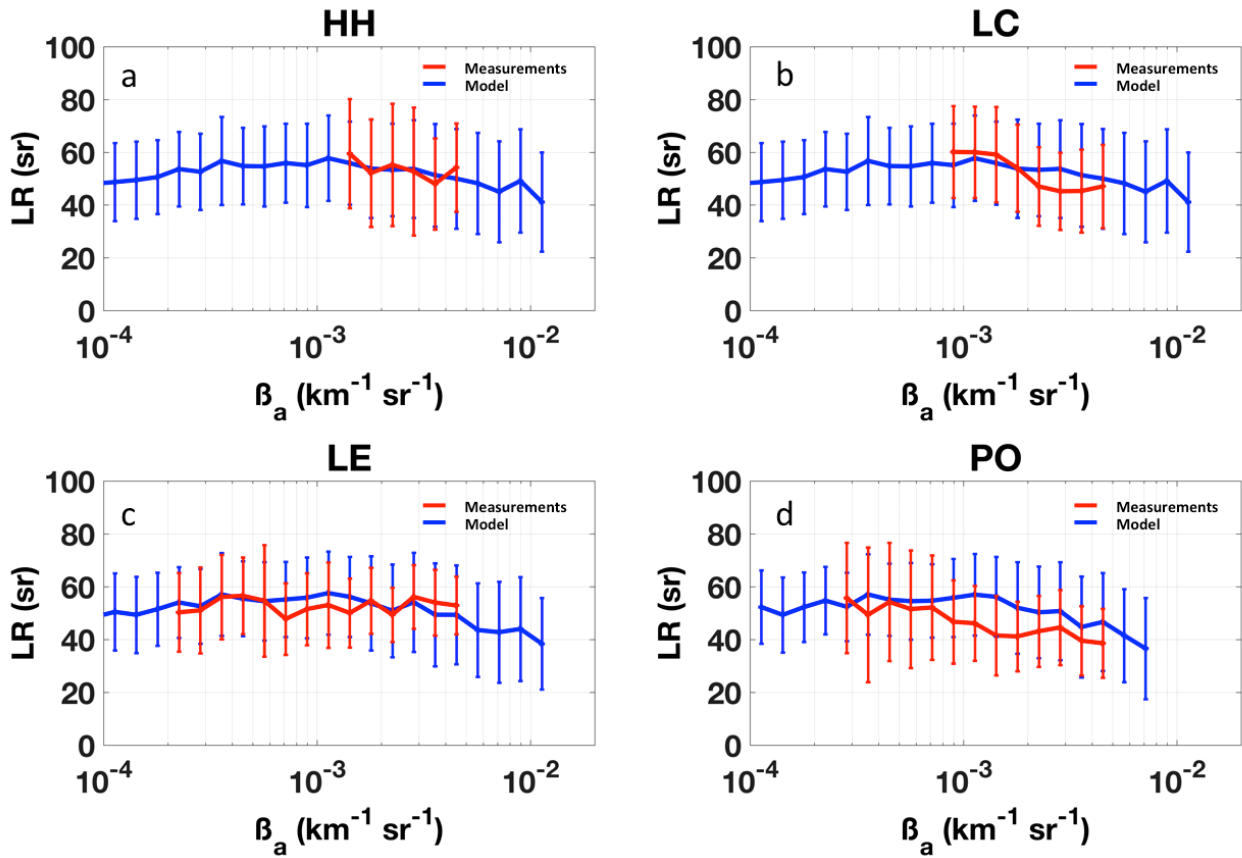 HH
a
Measurements
Model
LR (sr)
100
80
60
40
20
0
10⁻⁴
10⁻³
10⁻²
ßₐ (km⁻¹ sr⁻¹)
LC
b
Measurements
Model
LR (sr)
100
80
60
40
20
0
10⁻⁴
10⁻³
10⁻²
ßₐ (km⁻¹ sr⁻¹)
LE
c
Measurements
Model
LR (sr)
100
80
60
40
20
0
10⁻⁴
10⁻³
10⁻²
ßₐ (km⁻¹ sr⁻¹)
PO
d
Measurements
Model
LR (sr)
100
80
60
40
20
0
10⁻⁴
10⁻³
10⁻²
ßₐ (km⁻¹ sr⁻¹)